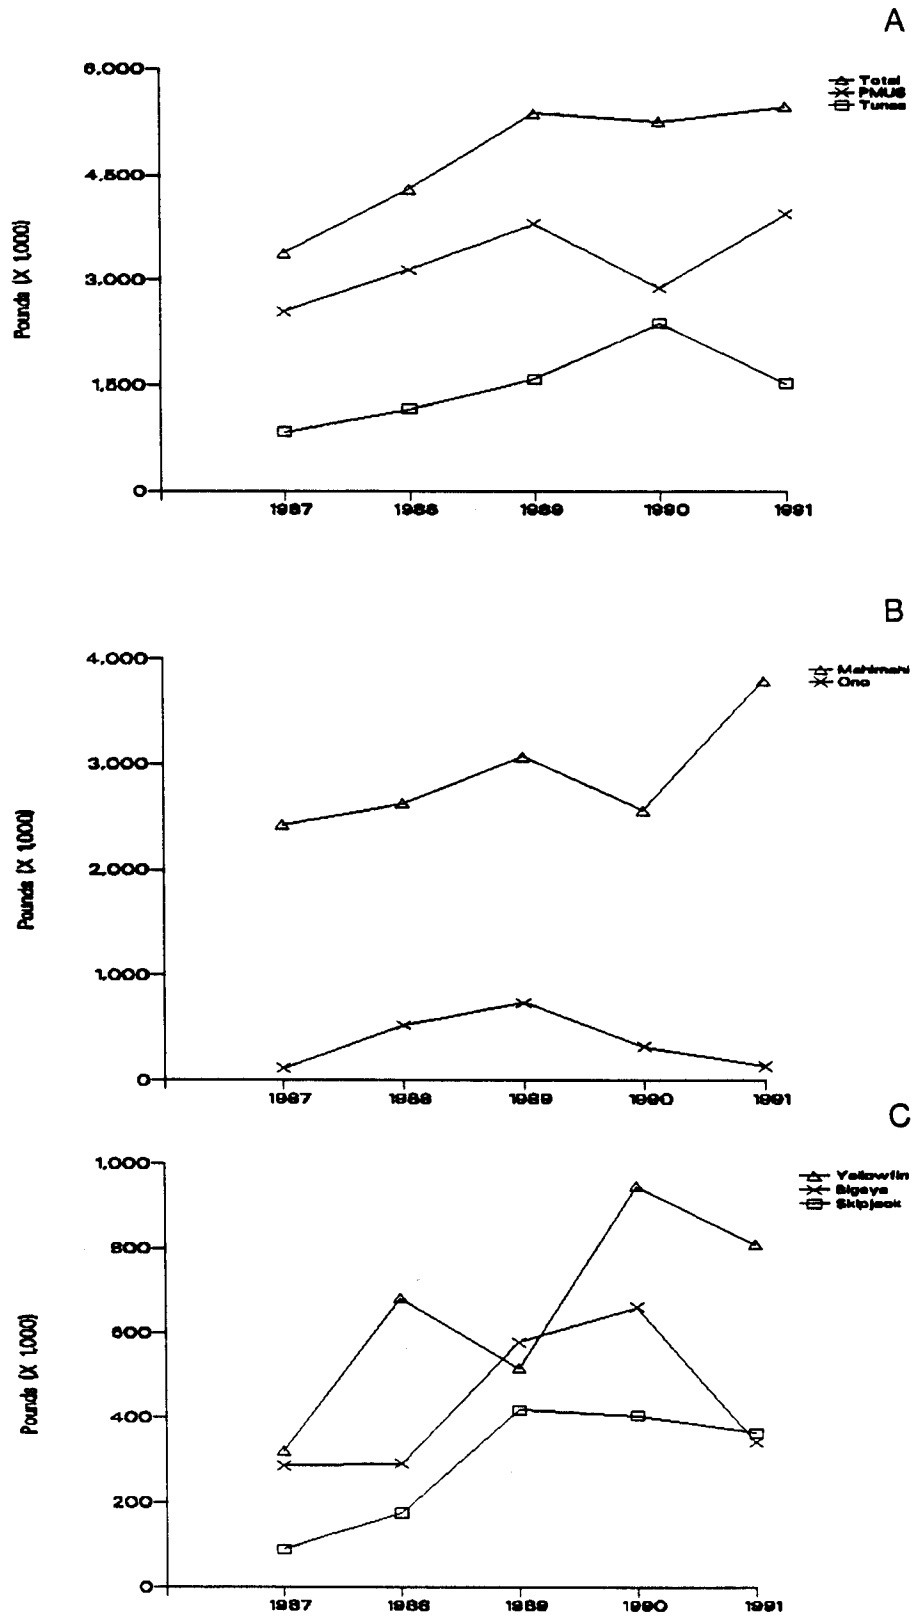 A
6,000
Total
PMUS
Tunas
4,500
3,000
1,500
0
Pounds (X 1,000)
1987 1988 1989 1990 1991
B
4,000
Mahimahi
Ono
3,000
2,000
1,000
0
Pounds (X 1,000)
1987 1988 1989 1990 1991
C
1,000
Yellowfin
Bigeye
Skipjack
800
600
400
200
0
Pounds (X 1,000)
1987 1988 1989 1990 1991